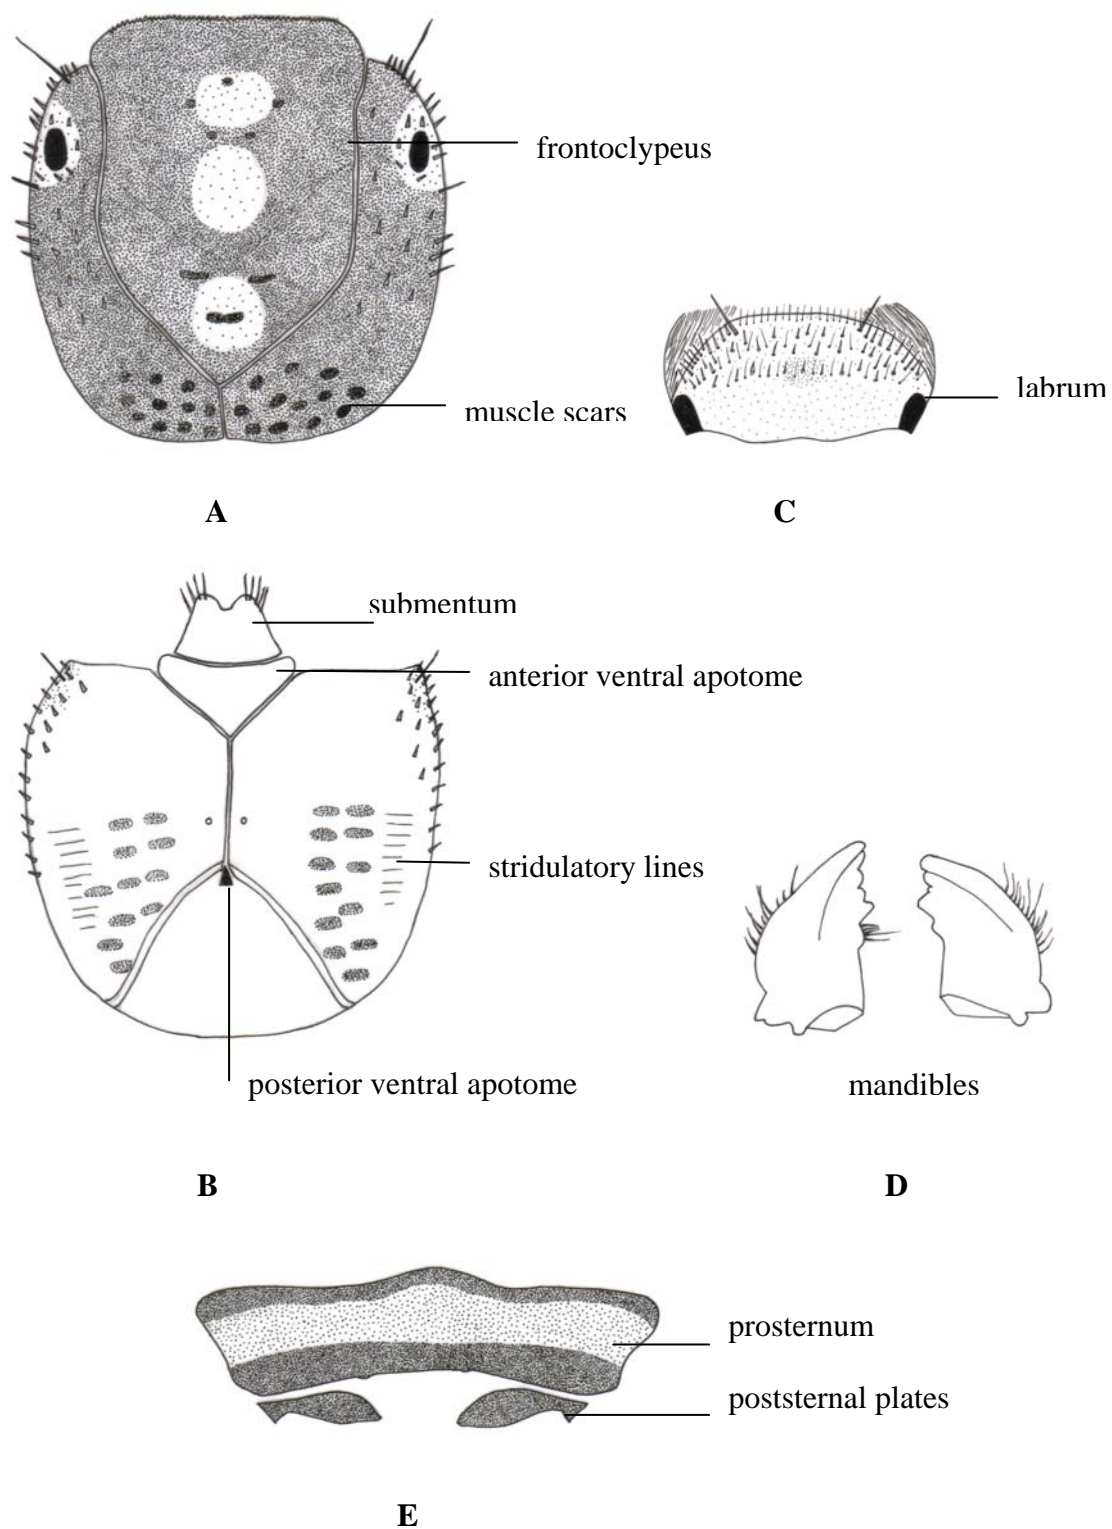 frontoclypeus
muscle scars
labrum
A
C
submentum
anterior ventral apotome
stridulatory lines
posterior ventral apotome
mandibles
B
D
prosternum
poststernal plates
E